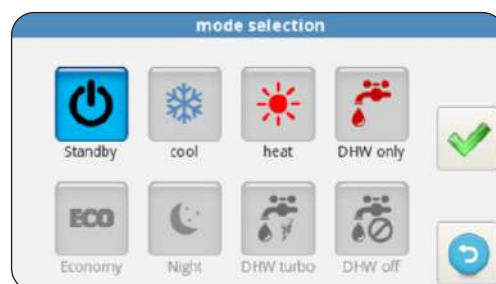 mode selection
Standby cool heat DHW only
ECO
Economy Night DHW turbo DHW off